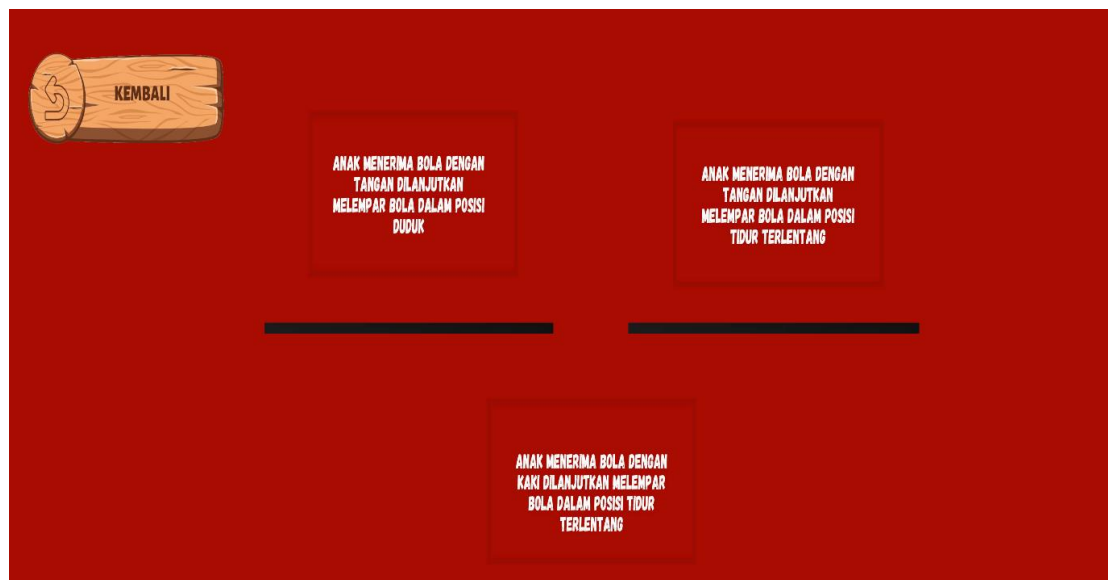 KEMBALI
ANAK MENERIMA BOLA DENGAN
TANGAN DILANJUTKAN
MELEMPAR BOLA DALAM POSISI
DUDUK
ANAK MENERIMA BOLA DENGAN
TANGAN DILANJUTKAN
MELEMPAR BOLA DALAM POSISI
TIDUR TERLENTANG
ANAK MENERIMA BOLA DENGAN
KAKI DILANJUTKAN MELEMPAR
BOLA DALAM POSISI TIDUR
TERLENTANG